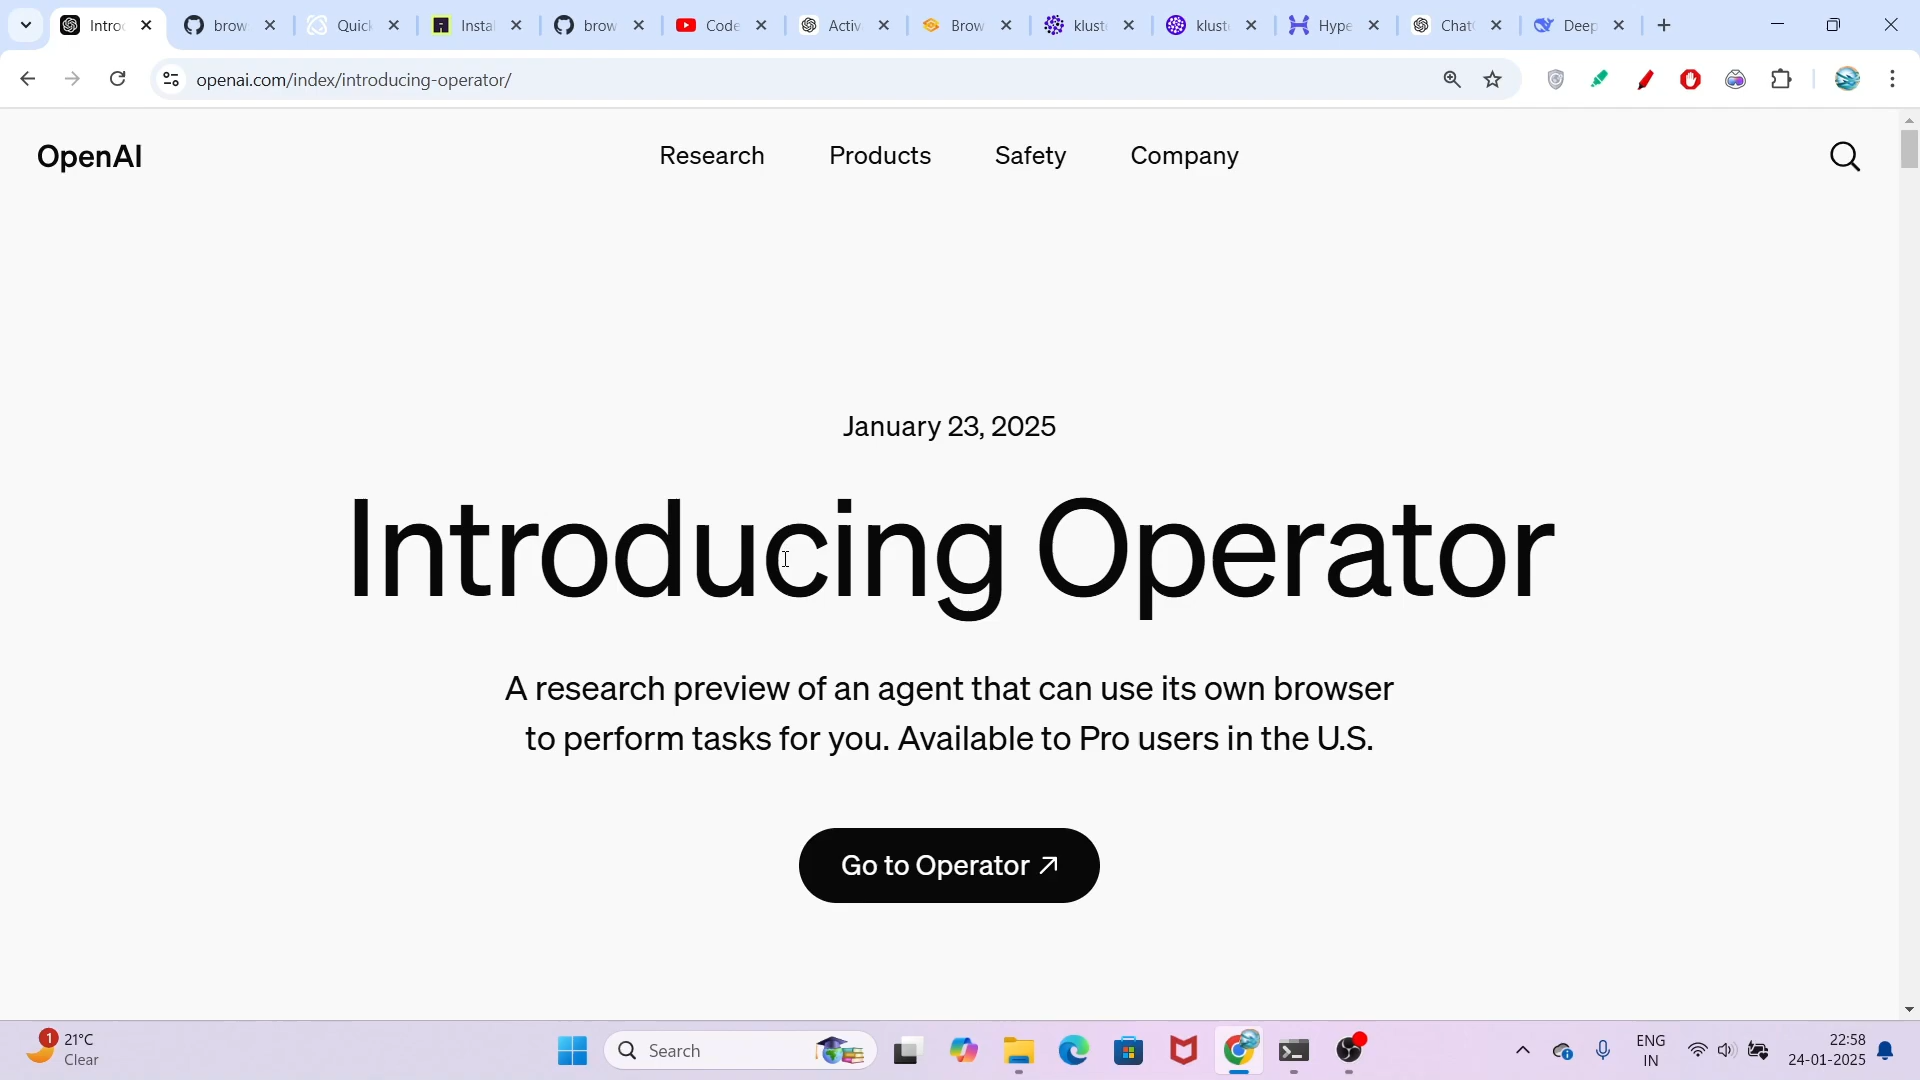 Introd
brow
Quick
Instal
brow
Code
Activ
Brow
klust
klust
Hype
Chat
Deep
openai.com/index/introducing-operator/
OpenAI
Research
Products
Safety
Company
January 23, 2025
Introducing Operator
A research preview of an agent that can use its own browser
to perform tasks for you. Available to Pro users in the U.S.
Go to Operator ↗
1
21°C
Clear
Search
ENG
IN
22:58
24-01-2025